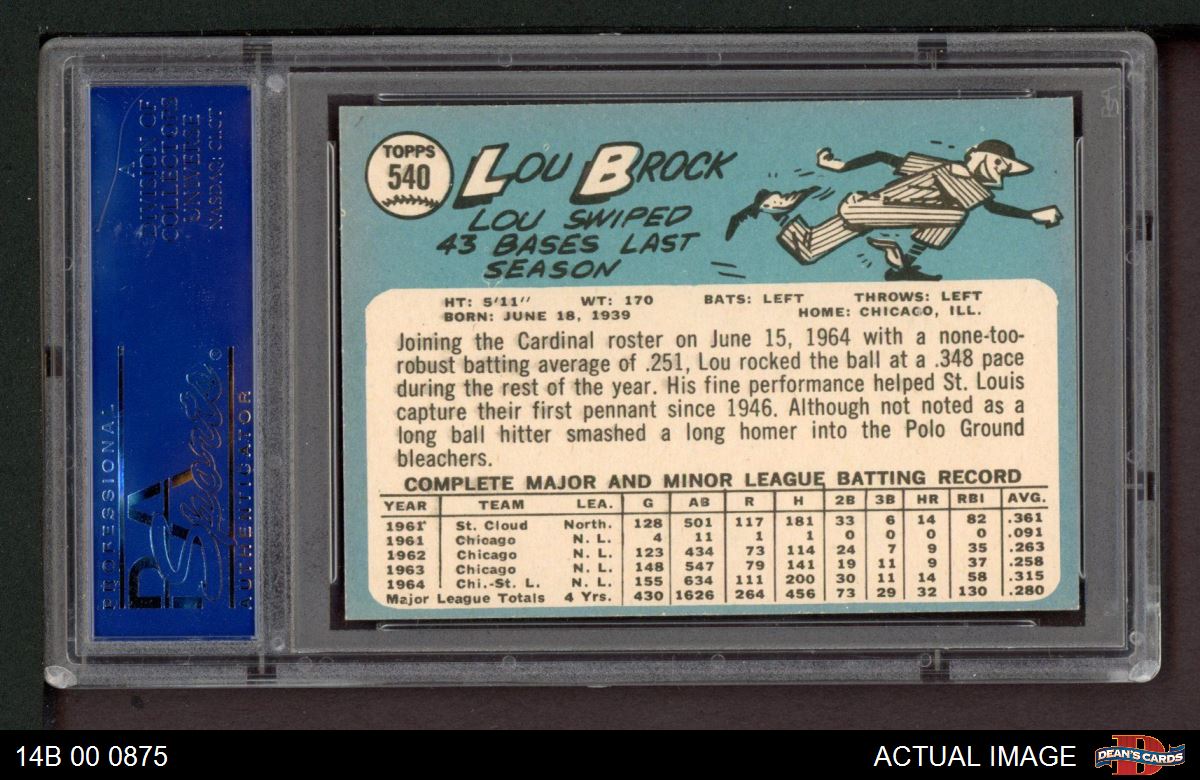 A
DIVISION OF
COLLECTORS
UNIVERSE
NASDAQ: CLCT
PROFESSIONAL
PSA
Sports
AUTHENTICATOR
TOPPS
540
LOU BROCK
LOU SWIPED
43 BASES LAST
SEASON
HT: 5'11" WT: 170 BATS: LEFT THROWS: LEFT
BORN: JUNE 18, 1939 HOME: CHICAGO, ILL.
Joining the Cardinal roster on June 15, 1964 with a none-too-
robust batting average of .251, Lou rocked the ball at a .348 pace
during the rest of the year. His fine performance helped St. Louis
capture their first pennant since 1946. Although not noted as a
long ball hitter smashed a long homer into the Polo Ground
bleachers.
COMPLETE MAJOR AND MINOR LEAGUE BATTING RECORD
YEAR TEAM LEA. G AB R H 2B 3B HR RBI AVG.
1961 St. Cloud North. 128 501 117 181 33 6 14 82 .361
1961 Chicago N. L. 4 11 1 1 0 0 0 0 .091
1962 Chicago N. L. 123 434 73 114 24 7 9 35 .263
1963 Chicago N. L. 148 547 79 141 19 11 9 37 .258
1964 Chi.-St. L. N. L. 155 634 111 200 30 11 14 58 .315
Major League Totals 4 Yrs. 430 1626 264 456 73 29 32 130 .280
14B 00 0875
ACTUAL IMAGE
DEAN'S CARDS